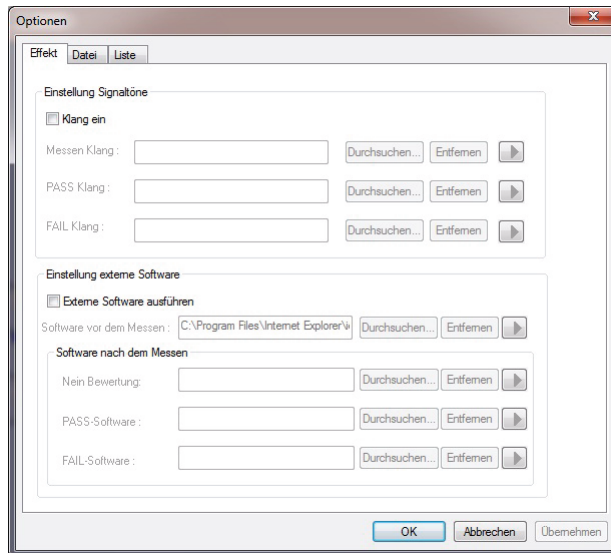 Optionen
Effekt Datei Liste
Einstellung Signaltöne
Klang ein
Messen Klang : Durchsuchen... Entfernen
PASS Klang : Durchsuchen... Entfernen
FAIL Klang : Durchsuchen... Entfernen
Einstellung externe Software
Externe Software ausführen
Software vor dem Messen : C:\Program Files\Internet Explorer\ Durchsuchen... Entfernen
Software nach dem Messen
Nein Bewertung: Durchsuchen... Entfernen
PASS-Software : Durchsuchen... Entfernen
FAIL-Software : Durchsuchen... Entfernen
OK Abbrechen Übernehmen